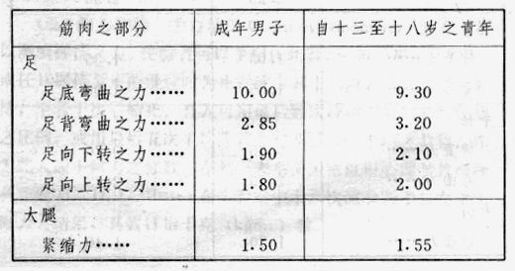 筋肉之部分 成年男子 自十三至十八岁之青年
足
足底弯曲之力…… 10.00 9.30
足背弯曲之力…… 2.85 3.20
足向下转之力…… 1.90 2.10
足向上转之力…… 1.80 2.00
大腿
紧缩力…… 1.50 1.55